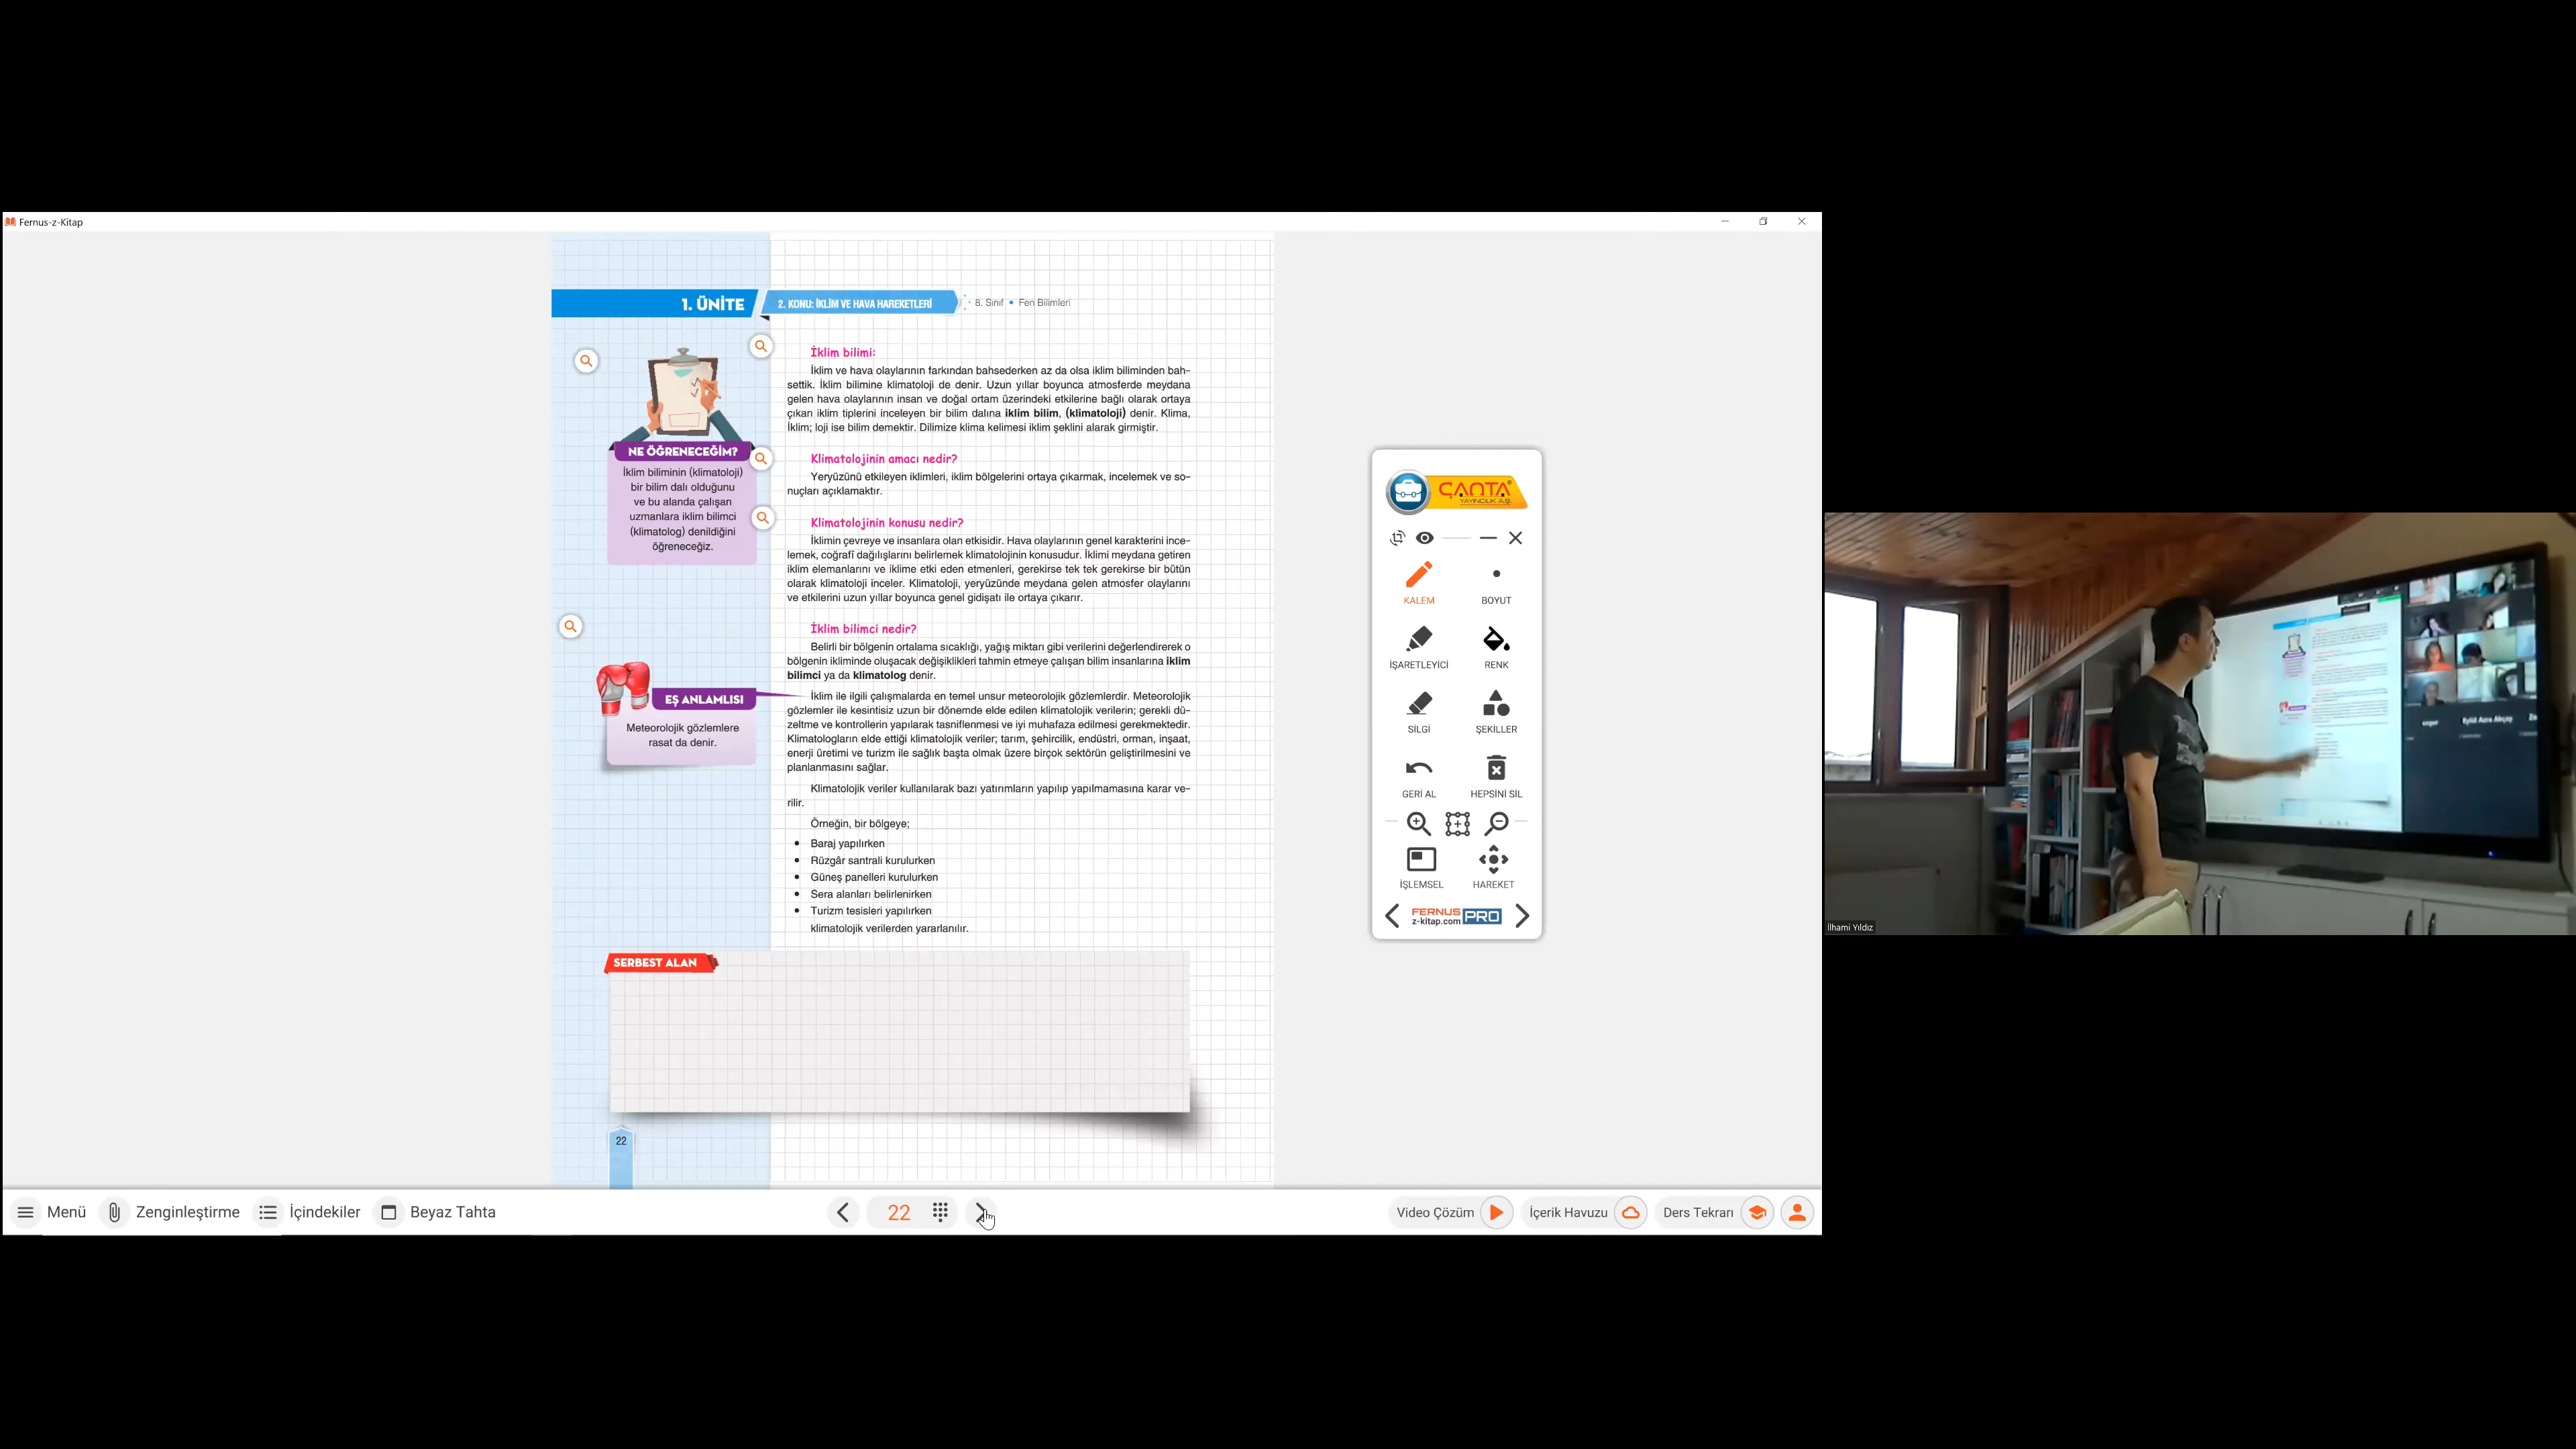 Fernus-z-Kitap
1. ÜNİTE
2. KONU: İKLİM VE HAVA HAREKETLERİ
8. Sınıf • Fen Bilimleri
NE ÖĞRENECEĞİM?
İklim biliminin (klimatoloji)
bir bilim dalı olduğunu
ve bu alanda çalışan
uzmanlara iklim bilimci
(klimatolog) denildiğini
öğreneceğiz.
EŞ ANLAMLISI
Meteorolojik gözlemlere
rasat da denir.
İklim bilimi:
İklim ve hava olaylarının farkından bahsederken az da olsa iklim biliminden bah-
settik. İklim bilimine klimatoloji de denir. Uzun yıllar boyunca atmosferde meydana
gelen hava olaylarının insan ve doğal ortam üzerindeki etkilerine bağlı olarak ortaya
çıkan iklim tiplerini inceleyen bir bilim dalına iklim bilim, (klimatoloji) denir. Klima,
İklim; loji ise bilim demektir. Dilimize klima kelimesi iklim şeklini alarak girmiştir.
Klimatolojinin amacı nedir?
Yeryüzünü etkileyen iklimleri, iklim bölgelerini ortaya çıkarmak, incelemek ve so-
nuçları açıklamaktır.
Klimatolojinin konusu nedir?
İklimin çevreye ve insanlara olan etkisidir. Hava olaylarının genel karakterini ince-
lemek, coğrafî dağılışlarını belirlemek klimatolojinin konusudur. İklimi meydana getiren
iklim elemanlarını ve iklime etki eden etmenleri, gerekirse tek tek gerekirse bir bütün
olarak klimatoloji inceler. Klimatoloji, yeryüzünde meydana gelen atmosfer olaylarını
ve etkilerini uzun yıllar boyunca genel gidişatı ile ortaya çıkarır.
İklim bilimci nedir?
Belirli bir bölgenin ortalama sıcaklığı, yağış miktarı gibi verilerini değerlendirerek o
bölgenin ikliminde oluşacak değişiklikleri tahmin etmeye çalışan bilim insanlarına iklim
bilimci ya da klimatolog denir.
İklim ile ilgili çalışmalarda en temel unsur meteorolojik gözlemlerdir. Meteorolojik
gözlemler ile kesintisiz uzun bir dönemde elde edilen klimatolojik verilerin; gerekli dü-
zeltme ve kontrollerin yapılarak tasniflenmesi ve iyi muhafaza edilmesi gerekmektedir.
Klimatologların elde ettiği klimatolojik veriler; tarım, şehircilik, endüstri, orman, inşaat,
enerji üretimi ve turizm ile sağlık başta olmak üzere birçok sektörün geliştirilmesini ve
planlanmasını sağlar.
Klimatolojik veriler kullanılarak bazı yatırımların yapılıp yapılmamasına karar ve-
rilir.
Örneğin, bir bölgeye;
• Baraj yapılırken
• Rüzgâr santrali kurulurken
• Güneş panelleri kurulurken
• Sera alanları belirlenirken
• Turizm tesisleri yapılırken
klimatolojik verilerden yararlanılır.
SERBEST ALAN
22
ÇANTA
YAYINCILIK A.Ş.
KALEM BOYUT
İŞARETLEYİCİ RENK
SİLGİ ŞEKİLLER
GERİ AL HEPSİNİ SİL
İŞLEMSEL HAREKET
FERNUS
z-kitap.com PRO
Eylül Azra Akçay
İlhami Yıldız
Menü Zenginleştirme İçindekiler Beyaz Tahta 22 Video Çözüm İçerik Havuzu Ders Tekrarı